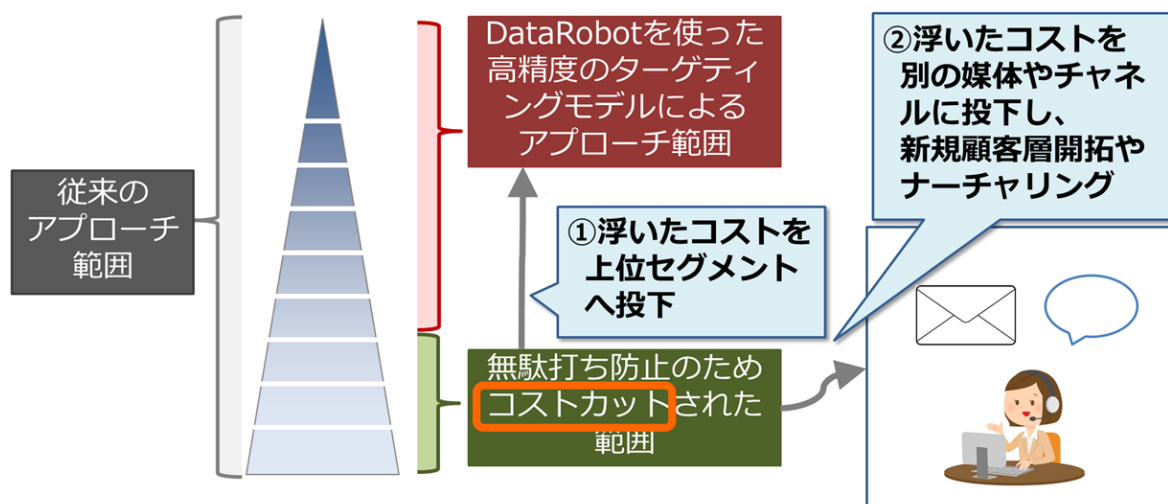 従来の
アプローチ
範囲
DataRobotを使った
高精度のターゲティ
ングモデルによる
アプローチ範囲
①浮いたコストを
上位セグメント
へ投下
無駄打ち防止のため
コストカットされた
範囲
②浮いたコストを
別の媒体やチャネ
ルに投下し、
新規顧客層開拓や
ナーチャリング